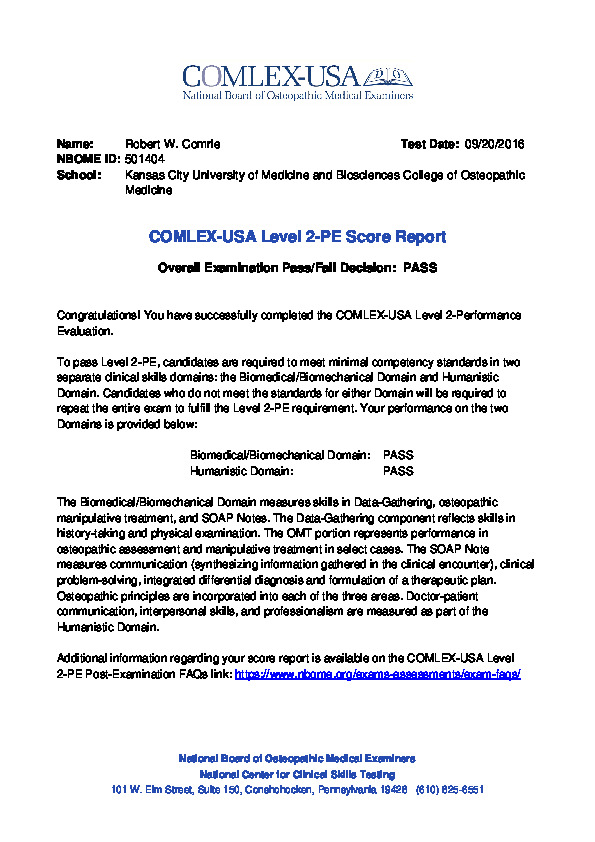 COMLEX-USA
National Board of Osteopathic Medical Examiners
Name: Robert W. Comrie Test Date: 09/20/2016
NBOME ID: 501404
School: Kansas City University of Medicine and Biosciences College of Osteopathic
Medicine
COMLEX-USA Level 2-PE Score Report
Overall Examination Pass/Fail Decision: PASS
Congratulations! You have successfully completed the COMLEX-USA Level 2-Performance
Evaluation.
To pass Level 2-PE, candidates are required to meet minimal competency standards in two
separate clinical skills domains: the Biomedical/Biomechanical Domain and Humanistic
Domain. Candidates who do not meet the standards for either Domain will be required to
repeat the entire exam to fulfill the Level 2-PE requirement. Your performance on the two
Domains is provided below:
Biomedical/Biomechanical Domain: PASS
Humanistic Domain: PASS
The Biomedical/Biomechanical Domain measures skills in Data-Gathering, osteopathic
manipulative treatment, and SOAP Notes. The Data-Gathering component reflects skills in
history-taking and physical examination. The OMT portion represents performance in
osteopathic assessment and manipulative treatment in select cases. The SOAP Note
measures communication (synthesizing information gathered in the clinical encounter), clinical
problem-solving, integrated differential diagnosis and formulation of a therapeutic plan.
Osteopathic principles are incorporated into each of the three areas. Doctor-patient
communication, interpersonal skills, and professionalism are measured as part of the
Humanistic Domain.
Additional information regarding your score report is available on the COMLEX-USA Level
2-PE Post-Examination FAQs link: https://www.nbome.org/exams-assessments/exam-faqs/
National Board of Osteopathic Medical Examiners
National Center for Clinical Skills Testing
101 W. Elm Street, Suite 150, Conshohocken, Pennsylvania 19428 (610) 825-6551